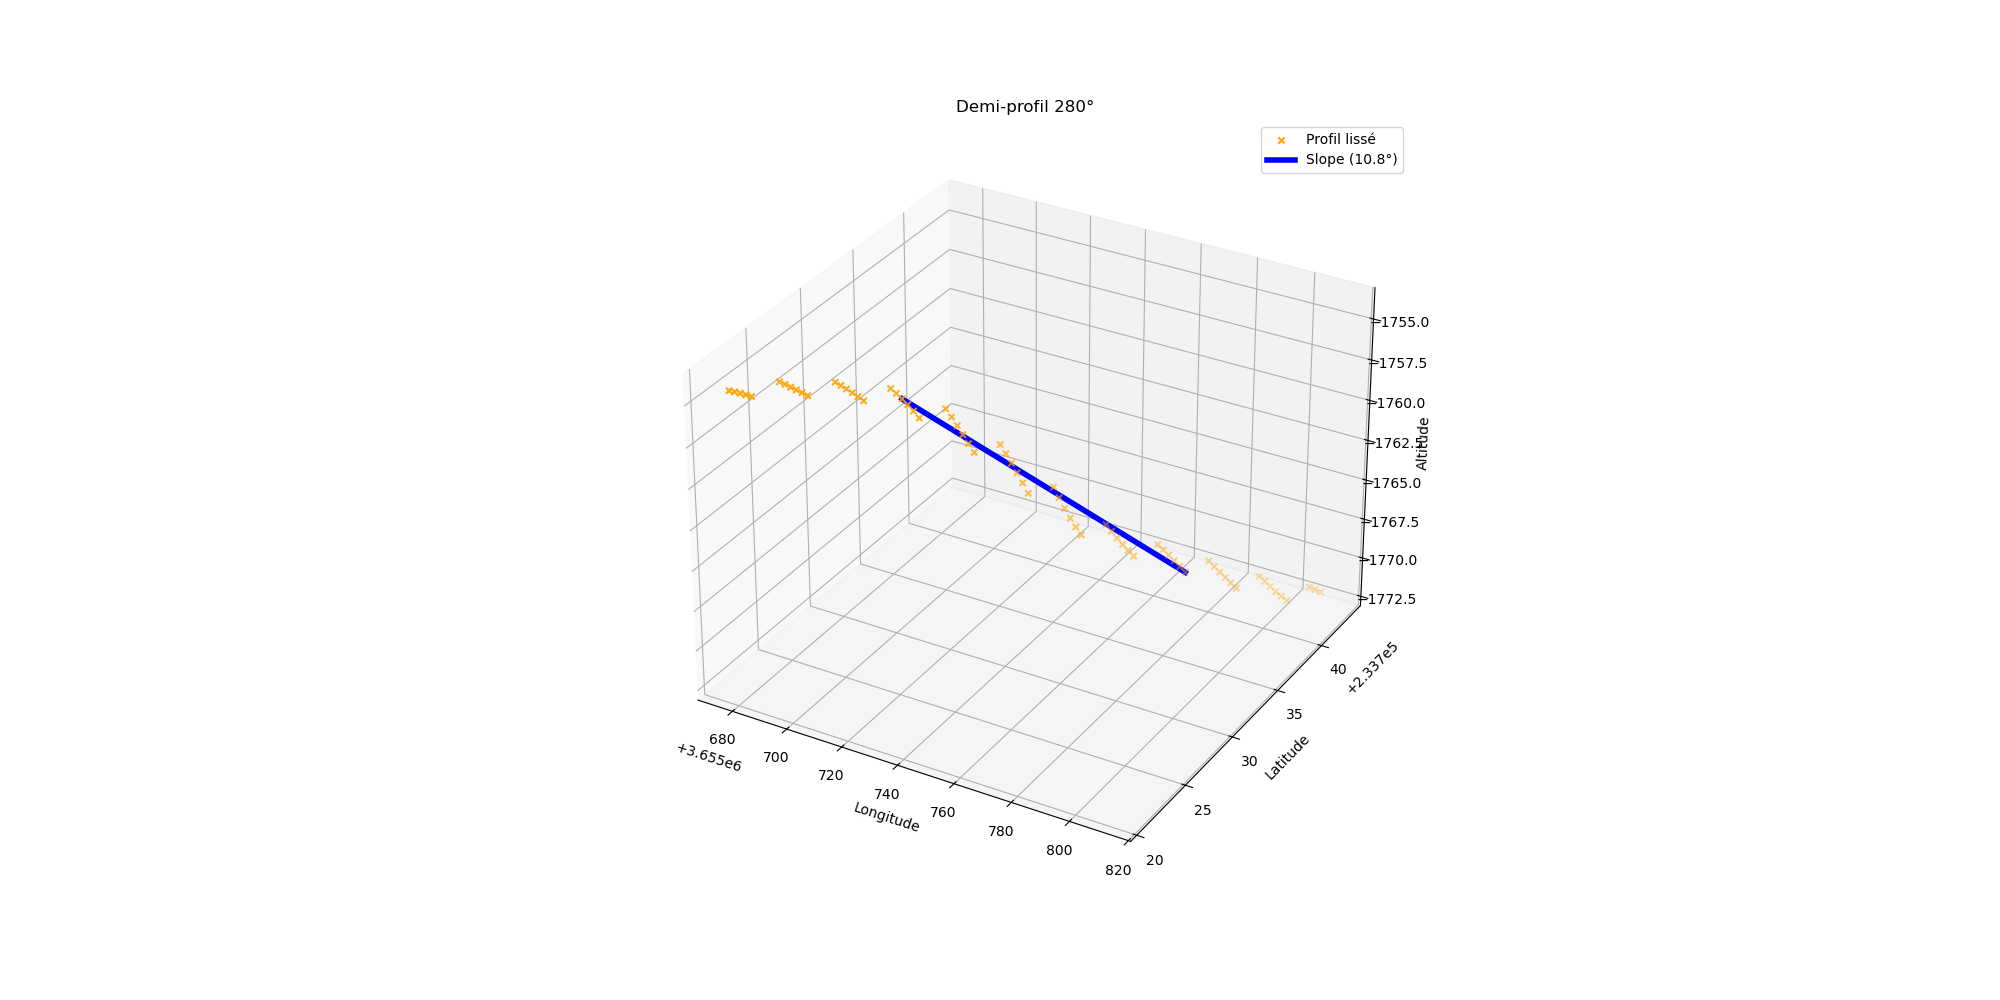 Demi-profil 280°
Profil lissé
Slope (10.8°)
−1755.0
−1757.5
−1760.0
−1762.5
−1765.0
−1767.5
−1770.0
−1772.5
Altitude
680
700
720
740
760
780
800
820
+3.655e6
Longitude
20
25
30
35
40
+2.337e5
Latitude